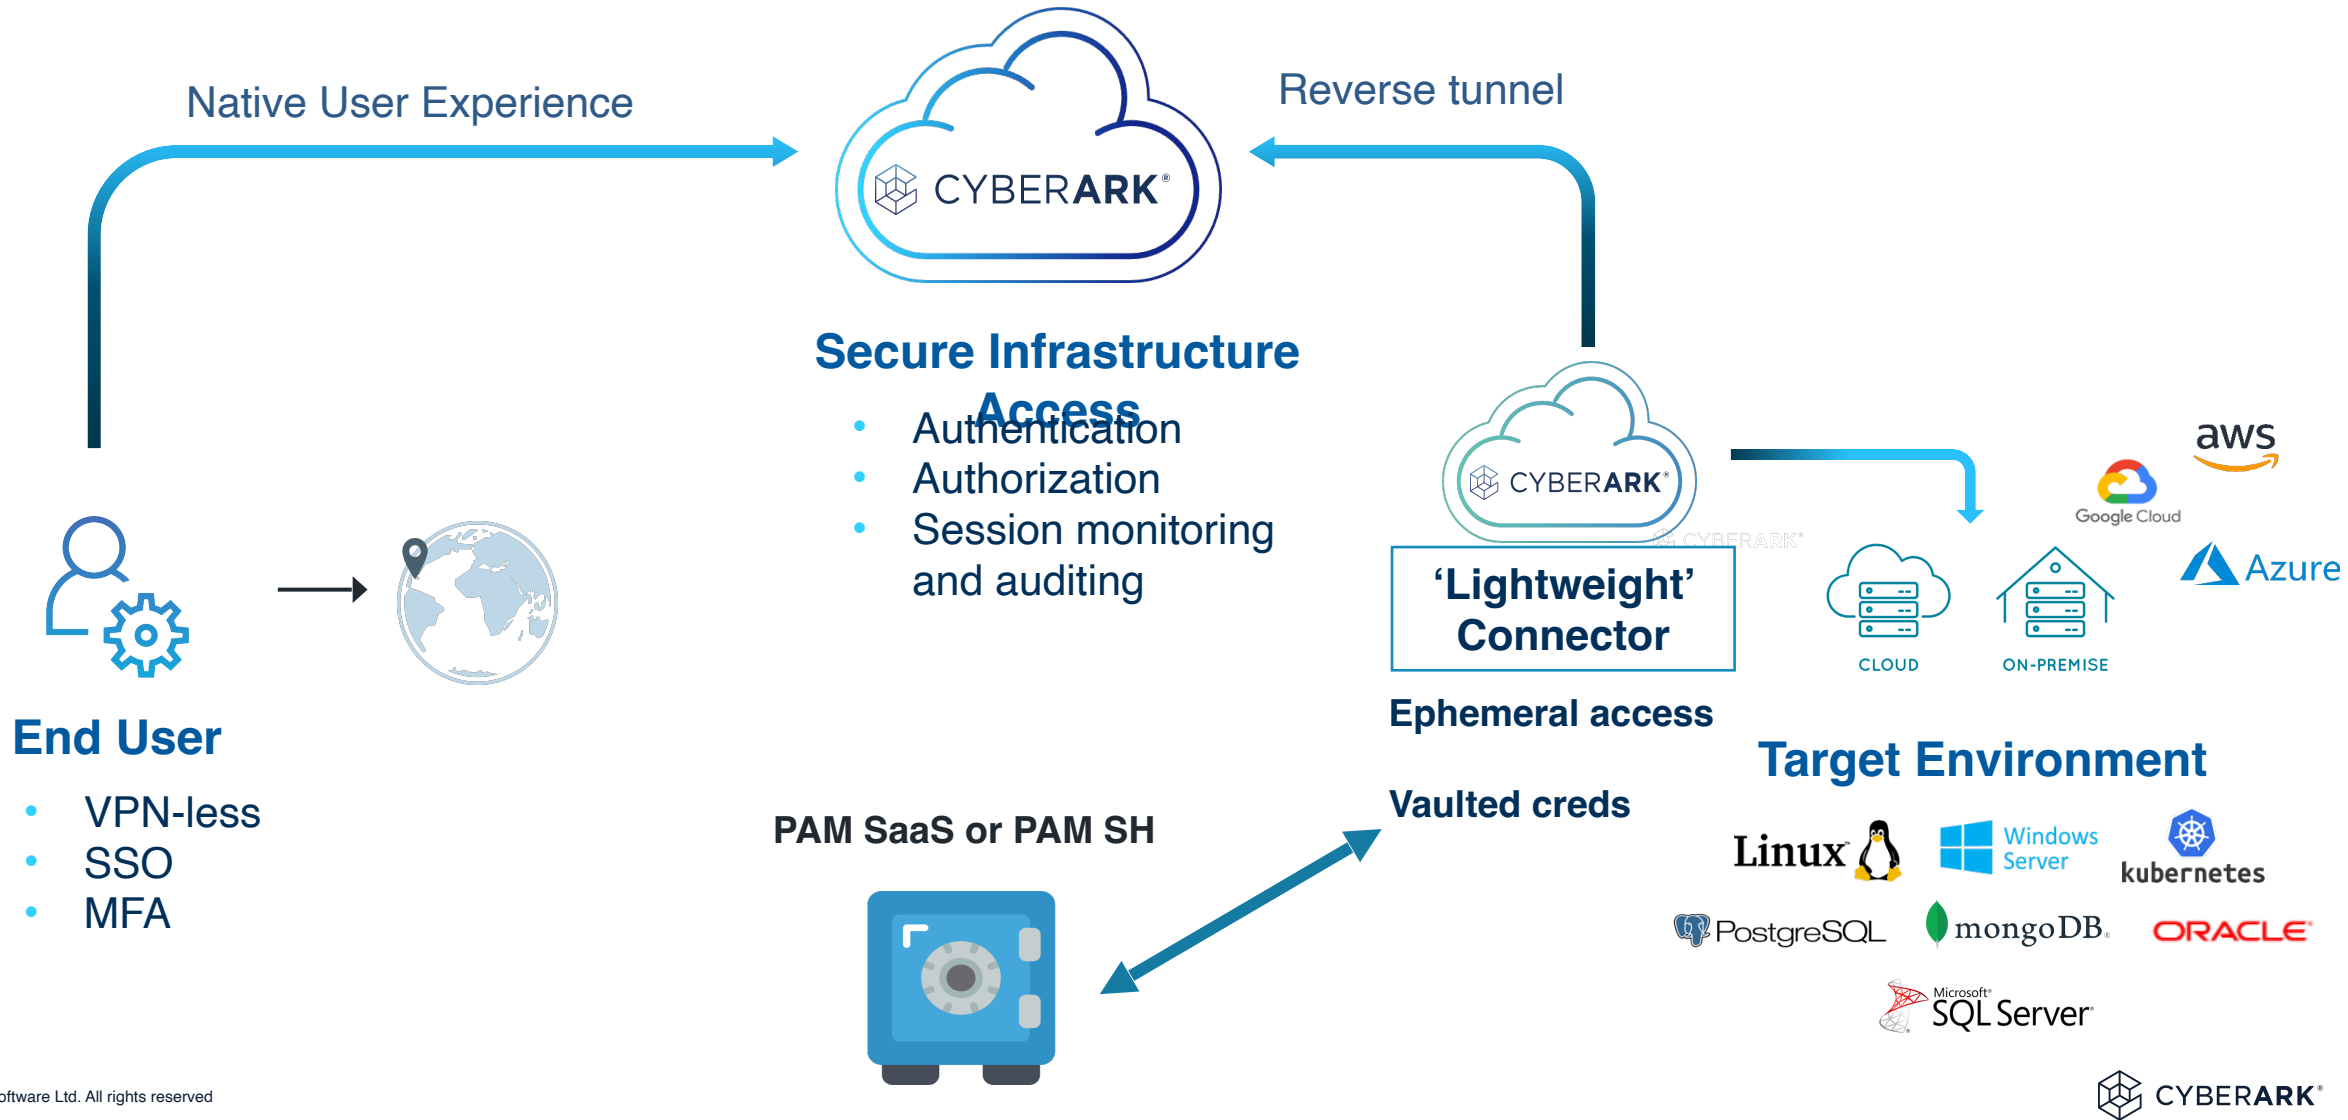 Native User Experience
Reverse tunnel
CYBERARK®
Secure Infrastructure
Access
• Authentication
• Authorization
• Session monitoring
and auditing
CYBERARK®
CYBERARK®
‘Lightweight’
Connector
Ephemeral access
Vaulted creds
aws
Google Cloud
Azure
CLOUD
ON-PREMISE
End User
• VPN-less
• SSO
• MFA
PAM SaaS or PAM SH
Target Environment
Linux
Windows
Server
kubernetes
PostgreSQL
mongoDB®
ORACLE®
Microsoft®
SQL Server®
oftware Ltd. All rights reserved
CYBERARK®